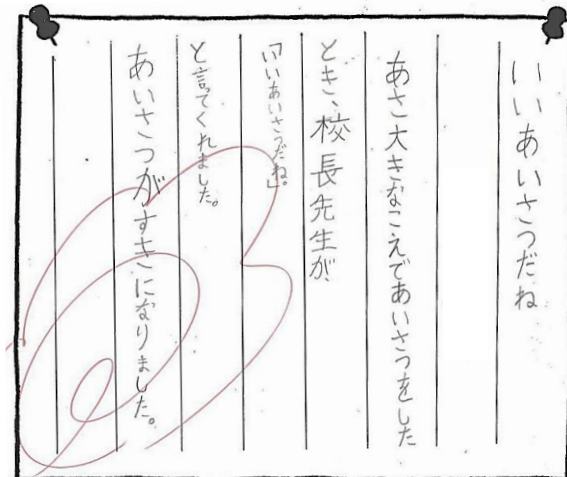 いいあいさつだね
あさ大きなこえであいさつをした
とき、校長先生が、
「いいあいさつだね。」
と言ってくれました。
あいさつがすきになりました。